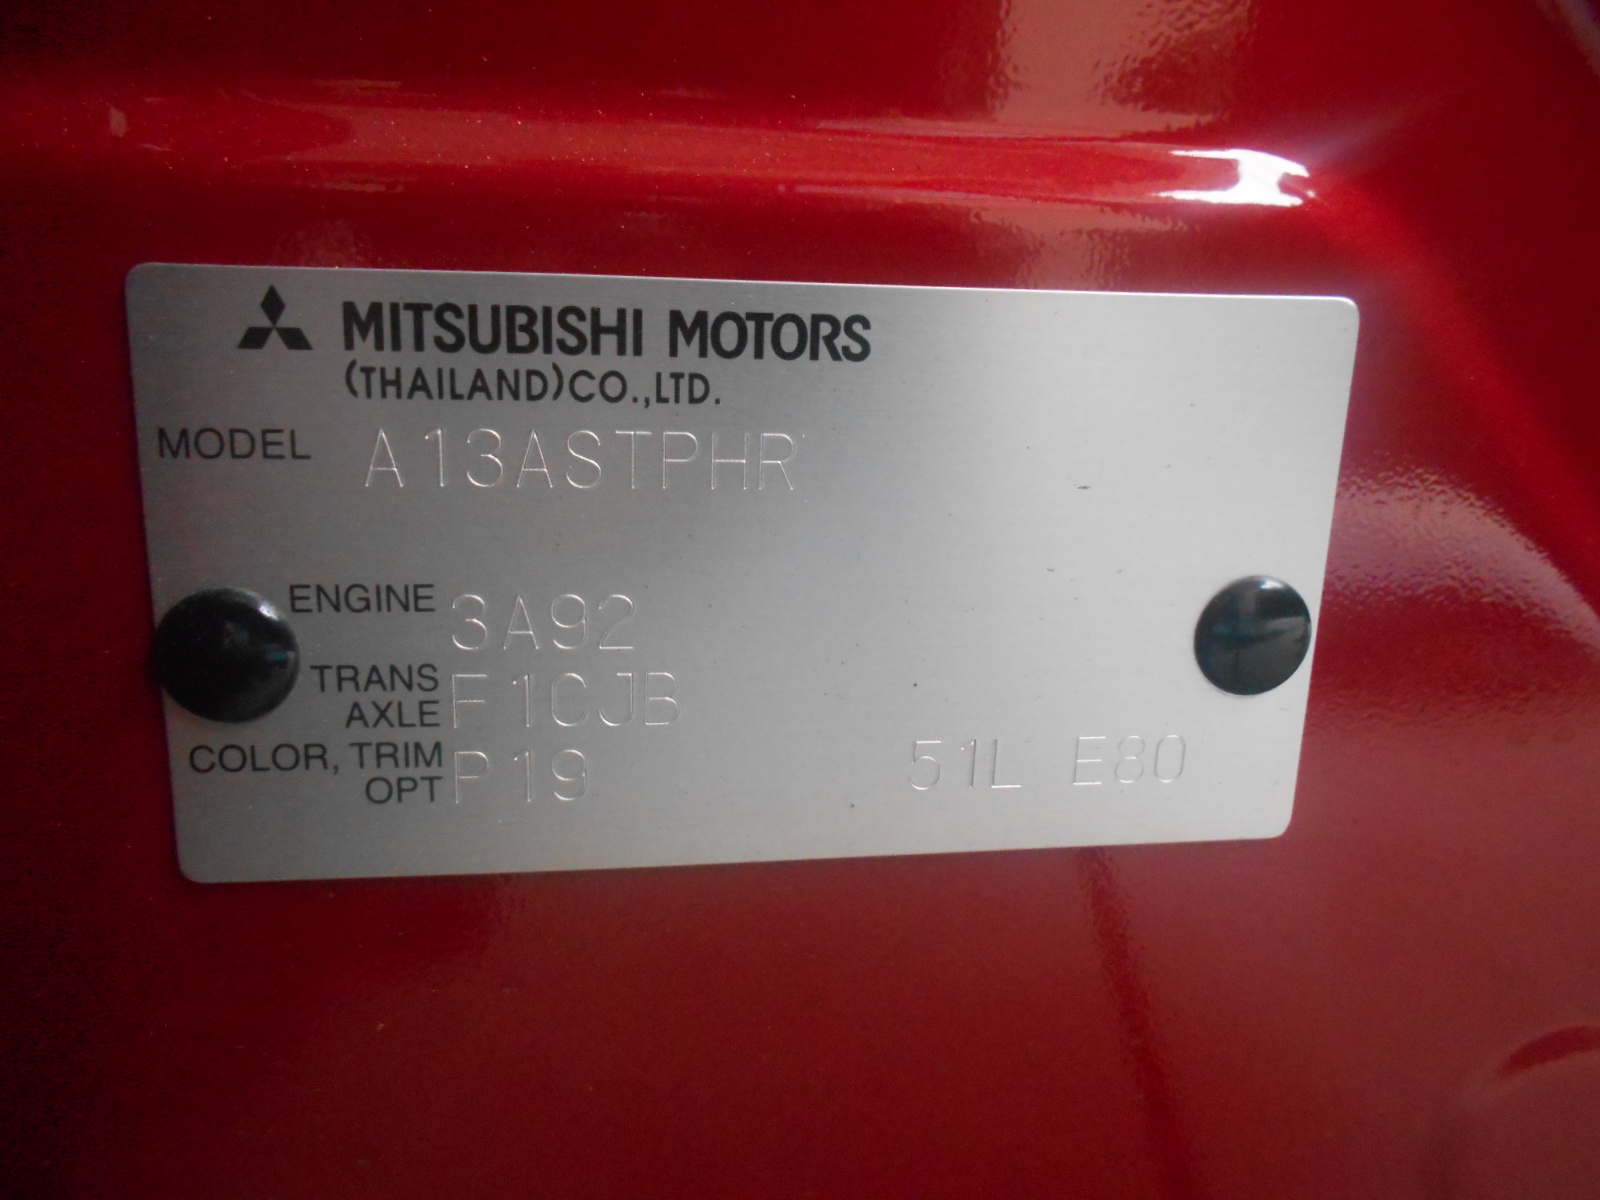 MITSUBISHI MOTORS
(THAILAND)CO.,LTD.
MODEL A13ASTPHR
ENGINE 3A92
TRANS
AXLE F1CJB
COLOR, TRIM
OPT P19 51L E80